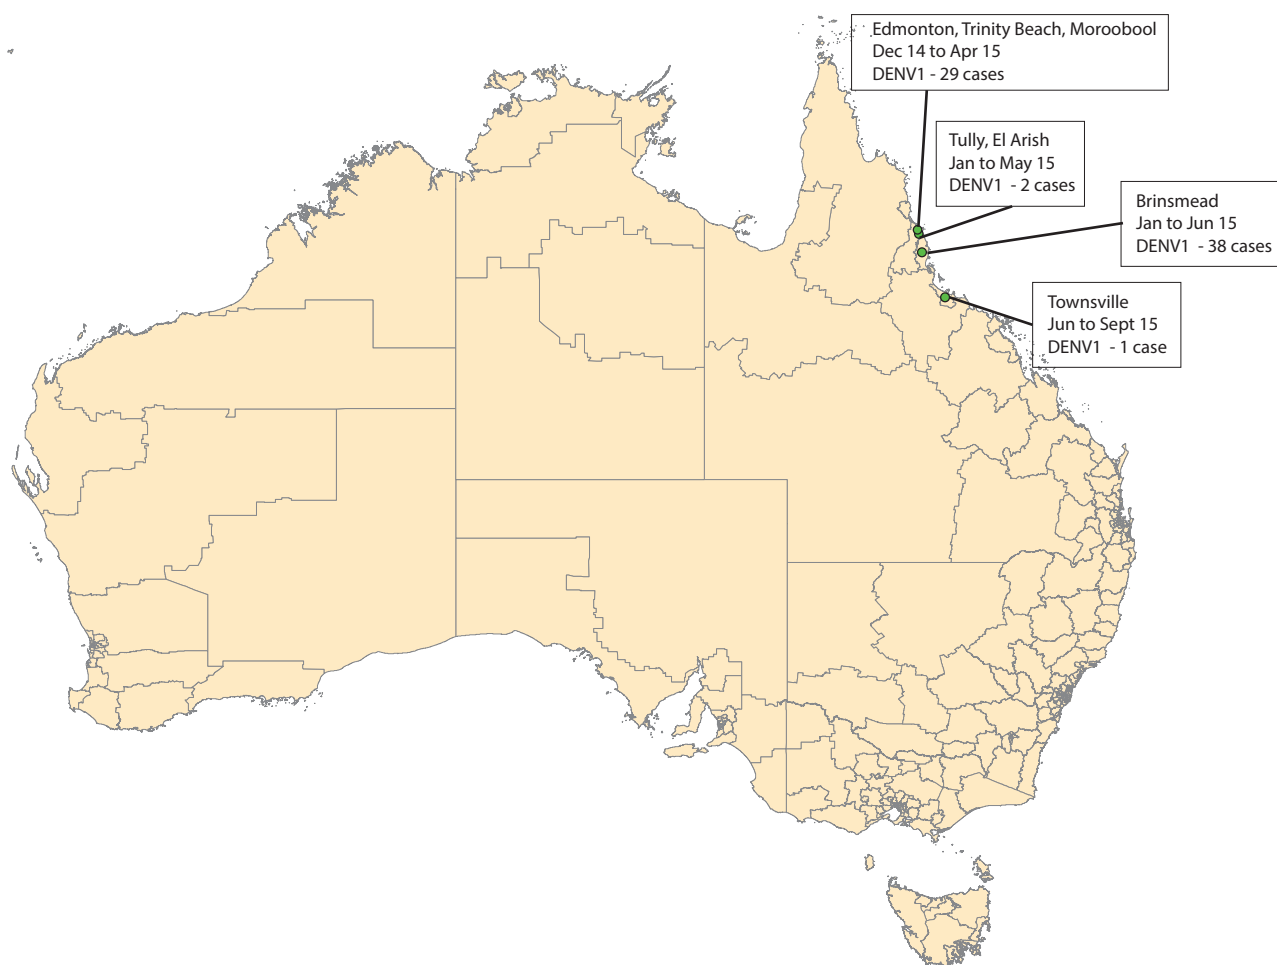 Edmonton, Trinity Beach, Moroobool
Dec 14 to Apr 15
DENV1 - 29 cases
Tully, El Arish
Jan to May 15
DENV1 - 2 cases
Brinsmead
Jan to Jun 15
DENV1 - 38 cases
Townsville
Jun to Sept 15
DENV1 - 1 case